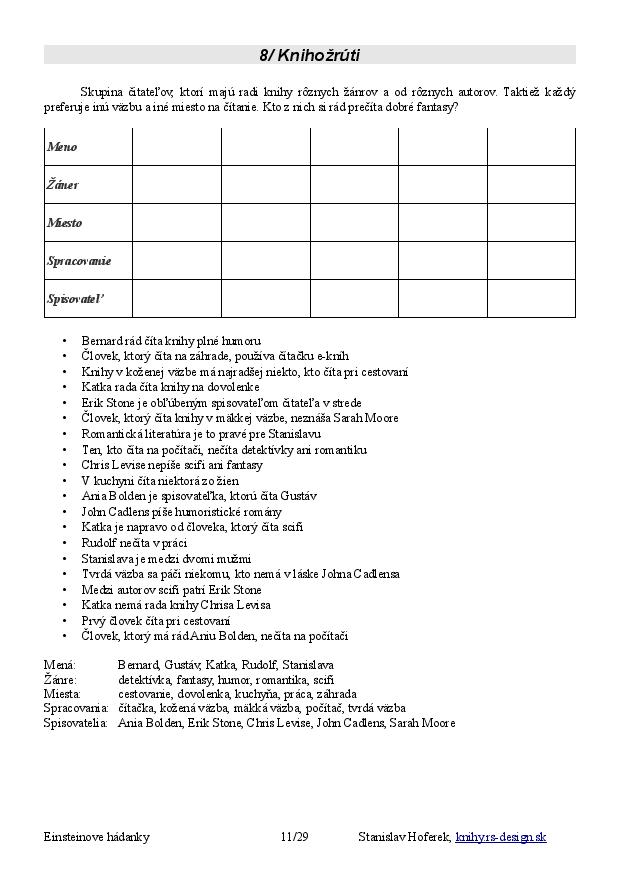 8/ Knihožrúti
Skupina čitateľov, ktorí majú radi knihy rôznych žánrov a od rôznych autorov. Taktiež každý
preferuje inú väzbu a iné miesto na čítanie. Kto z nich si rád prečíta dobré fantasy?
Meno
Žáner
Miesto
Spracovanie
Spisovateľ
• Bernard rád číta knihy plné humoru
• Človek, ktorý číta na záhrade, používa čítačku e-kníh
• Knihy v koženej väzbe má najradšej niekto, kto číta pri cestovaní
• Katka rada číta knihy na dovolenke
• Erik Stone je obľúbeným spisovateľom čitateľa v strede
• Človek, ktorý číta knihy v mäkkej väzbe, neznáša Sarah Moore
• Romantická literatúra je to pravé pre Stanislavu
• Ten, kto číta na počítači, nečíta detektívky ani romantiku
• Chris Levise nepíše scifi ani fantasy
• V kuchyni číta niektorá zo žien
• Ania Bolden je spisovateľka, ktorú číta Gustáv
• John Cadlens píše humoristické romány
• Katka je napravo od človeka, ktorý číta scifi
• Rudolf nečíta v práci
• Stanislava je medzi dvomi mužmi
• Tvrdá väzba sa páči niekomu, kto nemá v láske Johna Cadlensa
• Medzi autorov scifi patrí Erik Stone
• Katka nemá rada knihy Chrisa Levisa
• Prvý človek číta pri cestovaní
• Človek, ktorý má rád Aniu Bolden, nečíta na počítači
Mená: Bernard, Gustáv, Katka, Rudolf, Stanislava
Žánre: detektívka, fantasy, humor, romantika, scifi
Miesta: cestovanie, dovolenka, kuchyňa, práca, záhrada
Spracovania: čítačka, kožená väzba, mäkká väzba, počítač, tvrdá väzba
Spisovatelia: Ania Bolden, Erik Stone, Chris Levise, John Cadlens, Sarah Moore
Einsteinove hádanky 11/29 Stanislav Hoferek, knihy.rs-design.sk